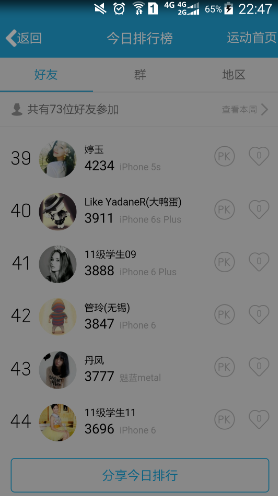 4G 4G 2G 65% 22:47
返回 今日排行榜 运动首页
好友 群 地区
共有73位好友参加 查看本周
39 婷玉 PK 0
4234 iPhone 5s
40 Like YadaneR(大鸭蛋) PK 0
3911 iPhone 6s Plus
41 11级学生09 PK 0
3888 iPhone 6 Plus
42 管玲(无锡) PK 0
3847 iPhone 6
43 丹风 PK 0
3777 魅蓝metal
44 11级学生11 PK 0
3696 iPhone 6
分享今日排行